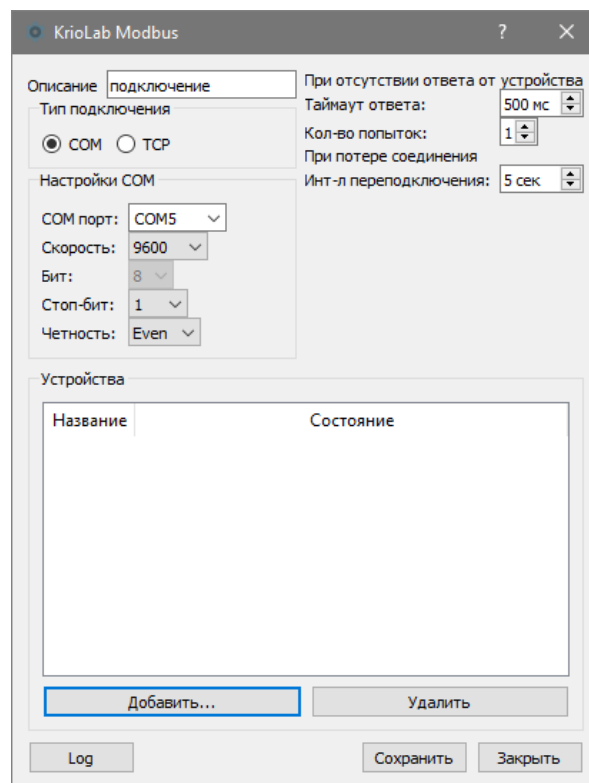 KrioLab Modbus
Описание подключение
Тип подключения
COM TCP
При отсутствии ответа от устройства
Таймаут ответа: 500 мс
Кол-во попыток: 1
При потере соединения
Инт-л переподключения: 5 сек
Настройки COM
COM порт: COM5
Скорость: 9600
Бит: 8
Стоп-бит: 1
Четность: Even
Устройства
Название Состояние
Добавить... Удалить
Log Сохранить Закрыть